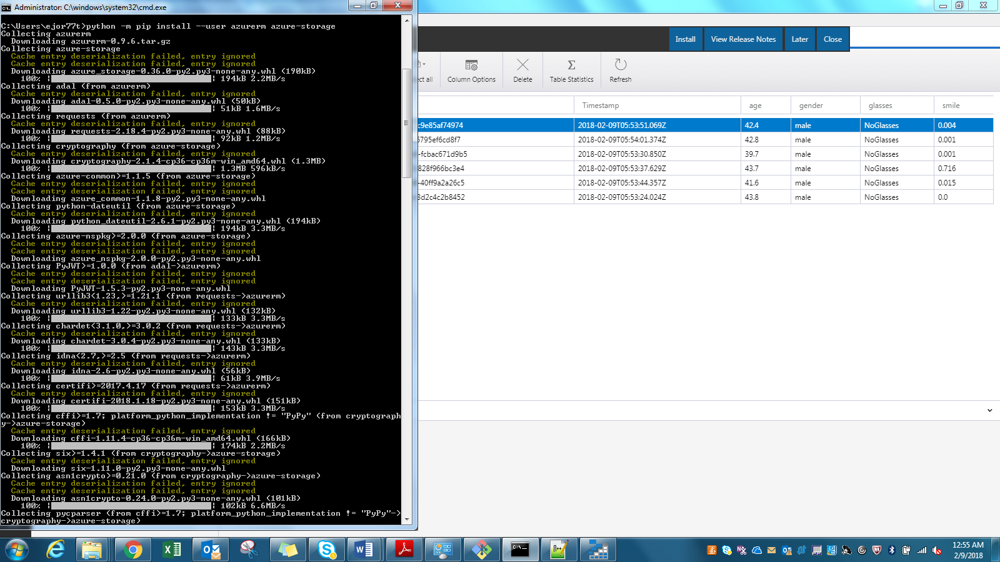 Administrator: C:\windows\system32\cmd.exe
C:\Users\ejor77t>python -m pip install --user azurerm azure-storage
Collecting azurerm
Downloading azurerm-0.9.6.tar.gz
Collecting azure-storage
Cache entry deserialization failed, entry ignored
Cache entry deserialization failed, entry ignored
Downloading azure_storage-0.36.0-py2.py3-none-any.whl (190kB)
100% | | 194kB 2.2MB/s
Collecting adal (from azurerm)
Cache entry deserialization failed, entry ignored
Downloading adal-0.5.0-py2.py3-none-any.whl (50kB)
100% | | 51kB 1.6MB/s
Collecting requests (from azurerm)
Cache entry deserialization failed, entry ignored
Downloading requests-2.18.4-py2.py3-none-any.whl (88kB)
100% | | 92kB 1.2MB/s
Collecting cryptography (from azure-storage)
Cache entry deserialization failed, entry ignored
Downloading cryptography-2.1.4-cp36-cp36m-win_amd64.whl (1.3MB)
100% | | 1.3MB 596kB/s
Collecting azure-common>=1.1.5 (from azure-storage)
Cache entry deserialization failed, entry ignored
Cache entry deserialization failed, entry ignored
Downloading azure_common-1.1.8-py2.py3-none-any.whl
Collecting python-dateutil (from azure-storage)
Cache entry deserialization failed, entry ignored
Downloading python_dateutil-2.6.1-py2.py3-none-any.whl (194kB)
100% | | 194kB 3.3MB/s
Collecting azure-nspkg>=2.0.0 (from azure-storage)
Cache entry deserialization failed, entry ignored
Cache entry deserialization failed, entry ignored
Downloading azure_nspkg-2.0.0-py2.py3-none-any.whl
Collecting PyJWT>=1.0.0 (from adal->azurerm)
Cache entry deserialization failed, entry ignored
Cache entry deserialization failed, entry ignored
Downloading PyJWT-1.5.3-py2.py3-none-any.whl
Collecting urllib3<1.23,>=1.21.1 (from requests->azurerm)
Cache entry deserialization failed, entry ignored
Downloading urllib3-1.22-py2.py3-none-any.whl (132kB)
100% | | 133kB 3.3MB/s
Collecting chardet<3.1.0,>=3.0.2 (from requests->azurerm)
Cache entry deserialization failed, entry ignored
Downloading chardet-3.0.4-py2.py3-none-any.whl (133kB)
100% | | 143kB 3.3MB/s
Collecting idna<2.7,>=2.5 (from requests->azurerm)
Cache entry deserialization failed, entry ignored
Downloading idna-2.6-py2.py3-none-any.whl (56kB)
100% | | 61kB 3.9MB/s
Collecting certifi>=2017.4.17 (from requests->azurerm)
Cache entry deserialization failed, entry ignored
Downloading certifi-2018.1.18-py2.py3-none-any.whl (151kB)
100% | | 153kB 3.3MB/s
Collecting cffi>=1.7; platform_python_implementation != "PyPy" (from cryptograph
y->azure-storage)
Cache entry deserialization failed, entry ignored
Downloading cffi-1.11.4-cp36-cp36m-win_amd64.whl (166kB)
100% | | 174kB 2.2MB/s
Collecting six>=1.4.1 (from cryptography->azure-storage)
Cache entry deserialization failed, entry ignored
Downloading six-1.11.0-py2.py3-none-any.whl
Collecting asn1crypto>=0.21.0 (from cryptography->azure-storage)
Cache entry deserialization failed, entry ignored
Cache entry deserialization failed, entry ignored
Downloading asn1crypto-0.24.0-py2.py3-none-any.whl (101kB)
100% | | 102kB 6.6MB/s
Collecting pycparser (from cffi>=1.7; platform_python_implementation != "PyPy"->
cryptography->azure-storage)
Install View Release Notes Later Close
ect all Column Options Delete Table Statistics Refresh
Timestamp age gender glasses smile
c9e85af74974 2018-02-09T05:53:51.069Z 42.4 male NoGlasses 0.004
6795ef6cd8f7 2018-02-09T05:54:01.374Z 42.8 male NoGlasses 0.001
-fcbac671d9b5 2018-02-09T05:53:30.850Z 39.7 male NoGlasses 0.001
828f966bc3e4 2018-02-09T05:53:37.629Z 43.7 male NoGlasses 0.716
-40ff9a2a26c5 2018-02-09T05:53:44.357Z 41.6 male NoGlasses 0.015
3d2c4c2b8452 2018-02-09T05:53:24.024Z 43.8 male NoGlasses 0.0
12:55 AM
2/9/2018